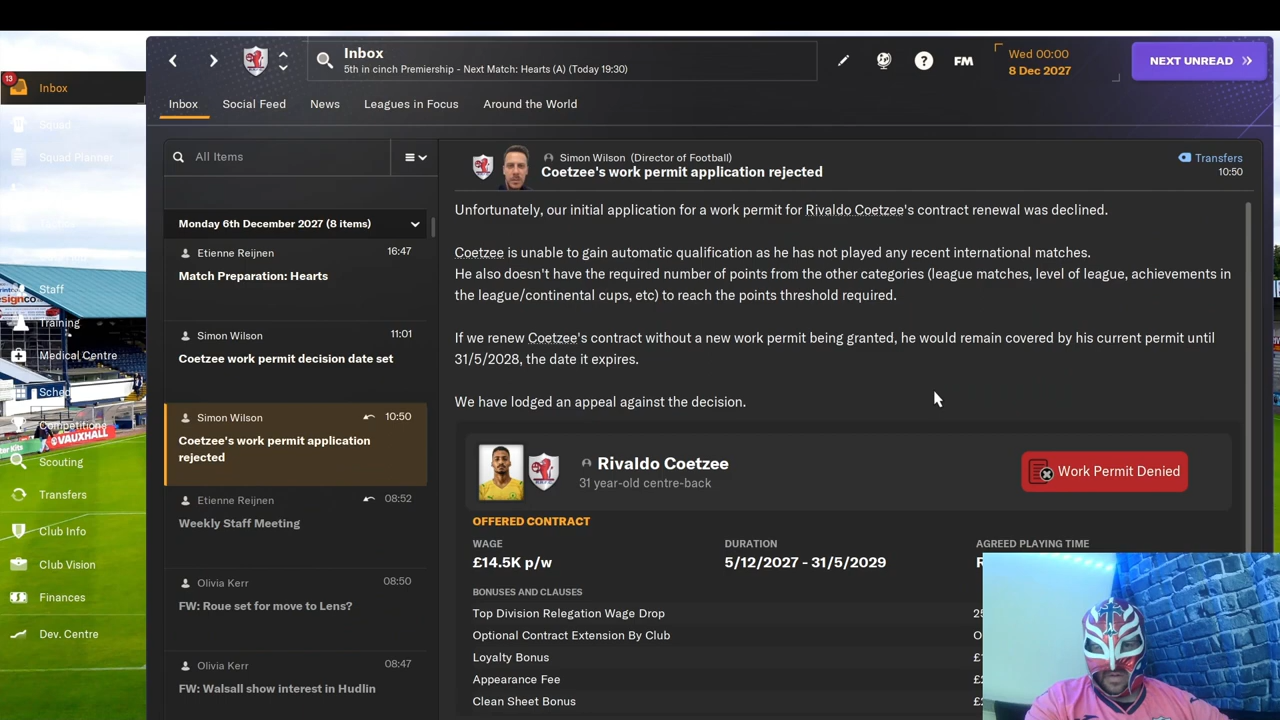 Inbox
5th in cinch Premiership - Next Match: Hearts (A) (Today 19:30)
FM
Wed 00:00
8 Dec 2027
NEXT UNREAD
13
Inbox
Squad
Squad Planner
Staff
Training
Medical Centre
Sched
Competitions
VAUXHALL
Scouting
Transfers
Club Info
Club Vision
Finances
Dev. Centre
Inbox
Social Feed
News
Leagues in Focus
Around the World
All Items
Monday 6th December 2027 (8 items)
Etienne Reijnen 16:47
Match Preparation: Hearts
Simon Wilson 11:01
Coetzee work permit decision date set
Simon Wilson 10:50
Coetzee's work permit application
rejected
Etienne Reijnen 08:52
Weekly Staff Meeting
Olivia Kerr 08:50
FW: Roue set for move to Lens?
Olivia Kerr 08:47
FW: Walsall show interest in Hudlin
Simon Wilson (Director of Football)
Coetzee's work permit application rejected
Transfers
10:50
Unfortunately, our initial application for a work permit for Rivaldo Coetzee's contract renewal was declined.
Coetzee is unable to gain automatic qualification as he has not played any recent international matches.
He also doesn't have the required number of points from the other categories (league matches, level of league, achievements in
the league/continental cups, etc) to reach the points threshold required.
If we renew Coetzee's contract without a new work permit being granted, he would remain covered by his current permit until
31/5/2028, the date it expires.
We have lodged an appeal against the decision.
Rivaldo Coetzee
31 year-old centre-back
Work Permit Denied
OFFERED CONTRACT
WAGE
£14.5K p/w
DURATION
5/12/2027 - 31/5/2029
AGREED PLAYING TIME
BONUSES AND CLAUSES
Top Division Relegation Wage Drop
Optional Contract Extension By Club
Loyalty Bonus
Appearance Fee
Clean Sheet Bonus